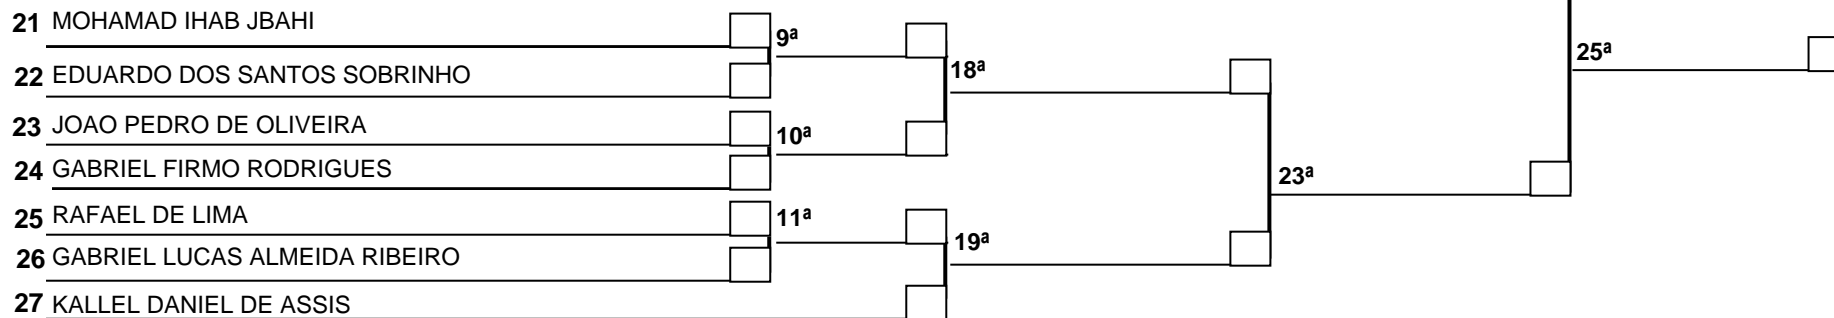 21 MOHAMAD IHAB JBAHI
9ª
25ª
22 EDUARDO DOS SANTOS SOBRINHO
18ª
23 JOAO PEDRO DE OLIVEIRA
10ª
24 GABRIEL FIRMO RODRIGUES
23ª
25 RAFAEL DE LIMA
11ª
19ª
26 GABRIEL LUCAS ALMEIDA RIBEIRO
27 KALLEL DANIEL DE ASSIS